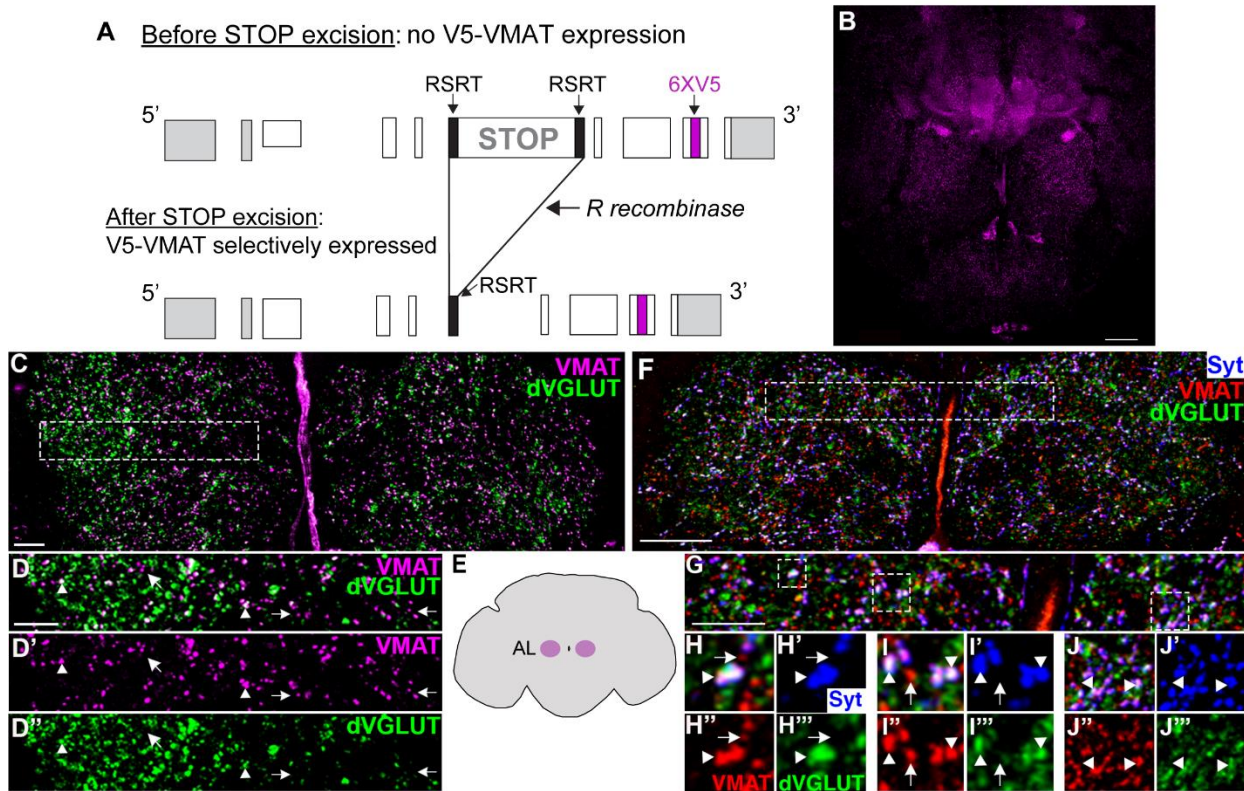 A Before STOP excision: no V5-VMAT expression
RSRT RSRT 6XV5
5’ 3’
STOP
After STOP excision:
V5-VMAT selectively expressed
R recombinase
RSRT
5’ 3’
B
C VMAT
dVGLUT
D VMAT
dVGLUT
D’ VMAT
D’’ dVGLUT
E
AL
F Syt
VMAT
dVGLUT
G
H H’ Syt
H’’ VMAT
H’’’ dVGLUT
I I’
I’’ I’’’
J J’
J’’ J’’’